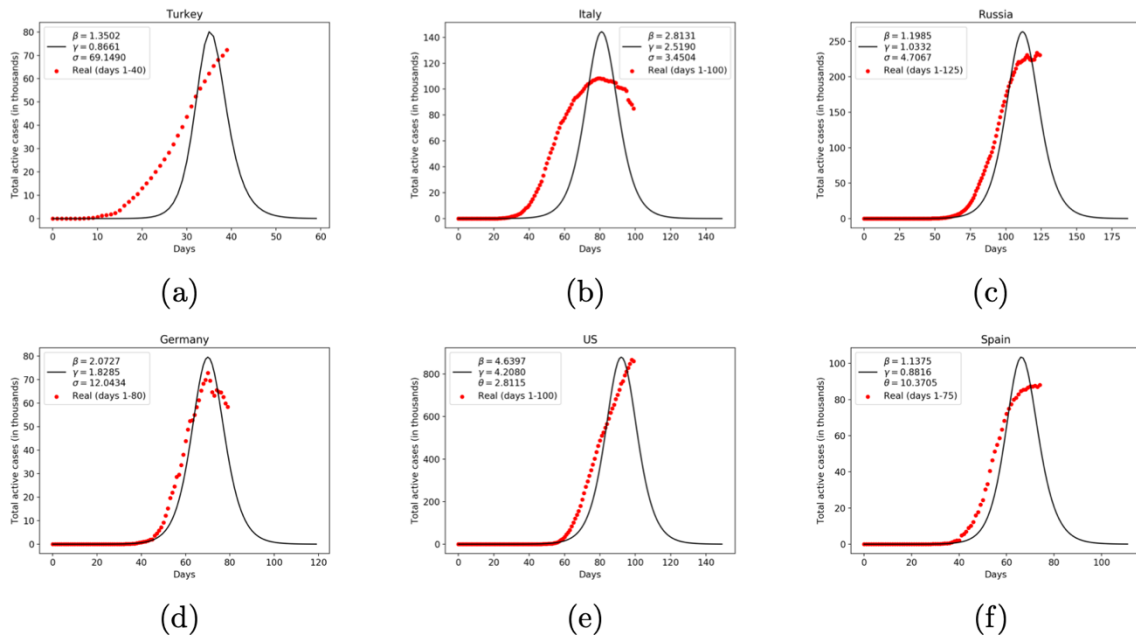 Turkey
Total active cases (in thousands)
80
70
60
50
40
30
20
10
0
β = 1.3502
γ = 0.8661
σ = 69.1490
Real (days 1-40)
0 10 20 30 40 50 60
Days
(a)
Italy
Total active cases (in thousands)
140
120
100
80
60
40
20
0
β = 2.8131
γ = 2.5190
σ = 3.4504
Real (days 1-100)
0 20 40 60 80 100 120 140
Days
(b)
Russia
Total active cases (in thousands)
250
200
150
100
50
0
β = 1.1985
γ = 1.0332
σ = 4.7067
Real (days 1-125)
0 25 50 75 100 125 150 175
Days
(c)
Germany
Total active cases (in thousands)
80
70
60
50
40
30
20
10
0
β = 2.0727
γ = 1.8285
σ = 12.0434
Real (days 1-80)
0 20 40 60 80 100 120
Days
(d)
US
Total active cases (in thousands)
800
600
400
200
0
β = 4.6397
γ = 4.2080
θ = 2.8115
Real (days 1-100)
0 20 40 60 80 100 120 140
Days
(e)
Spain
Total active cases (in thousands)
100
80
60
40
20
0
β = 1.1375
γ = 0.8816
θ = 10.3705
Real (days 1-75)
0 20 40 60 80 100
Days
(f)